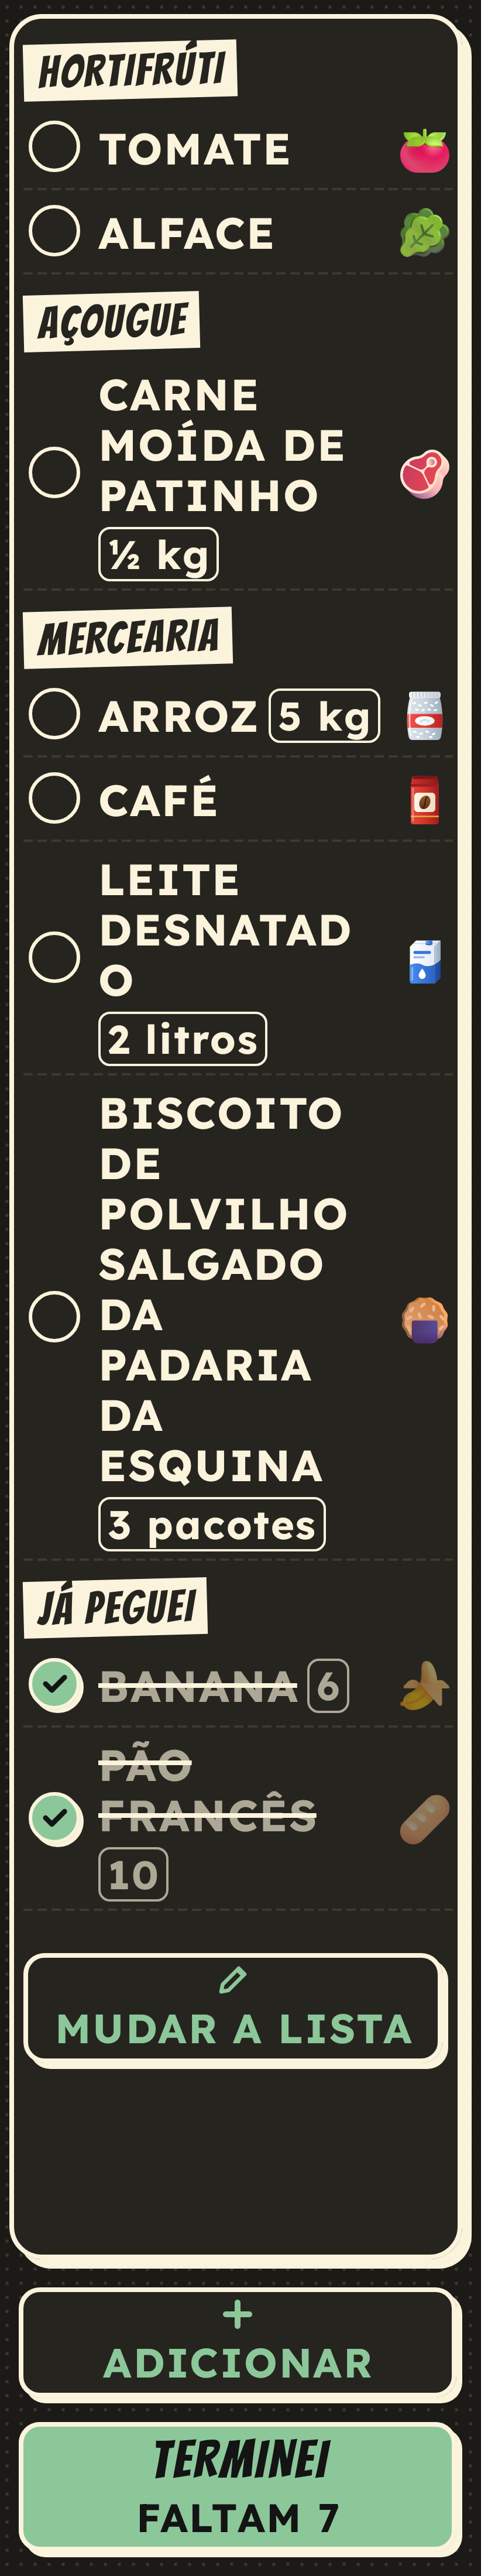 HORTIFRÚTI
TOMATE
ALFACE
AÇOUGUE
CARNE
MOÍDA DE
PATINHO
½ kg
MERCEARIA
ARROZ 5 kg
CAFÉ
LEITE
DESNATAD
O
2 litros
BISCOITO
DE
POLVILHO
SALGADO
DA
PADARIA
DA
ESQUINA
3 pacotes
JÁ PEGUEI
BANANA 6
PÃO
FRANCÊS
10
MUDAR A LISTA
ADICIONAR
TERMINEI
FALTAM 7